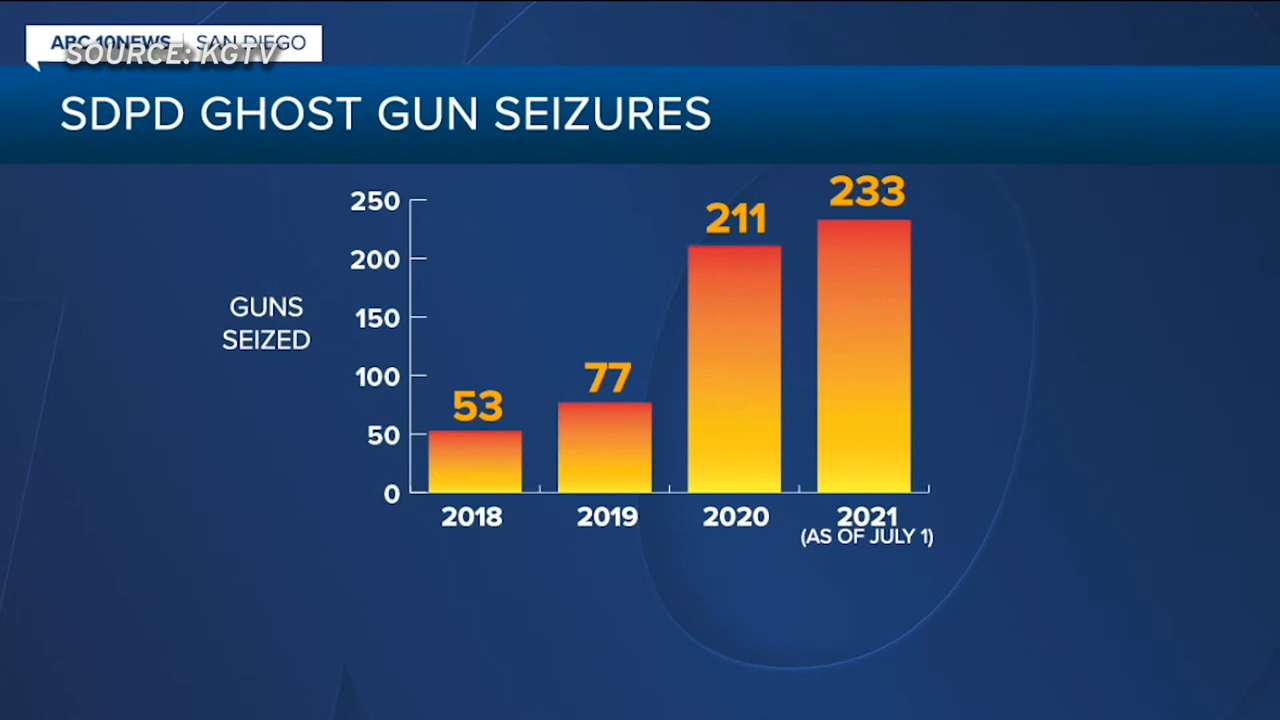 ABC 10NEWS | SAN DIEGO
SOURCE: KGTV
SDPD GHOST GUN SEIZURES
GUNS
SEIZED
250
200
150
100
50
0
53
77
211
233
2018
2019
2020
2021
(AS OF JULY 1)